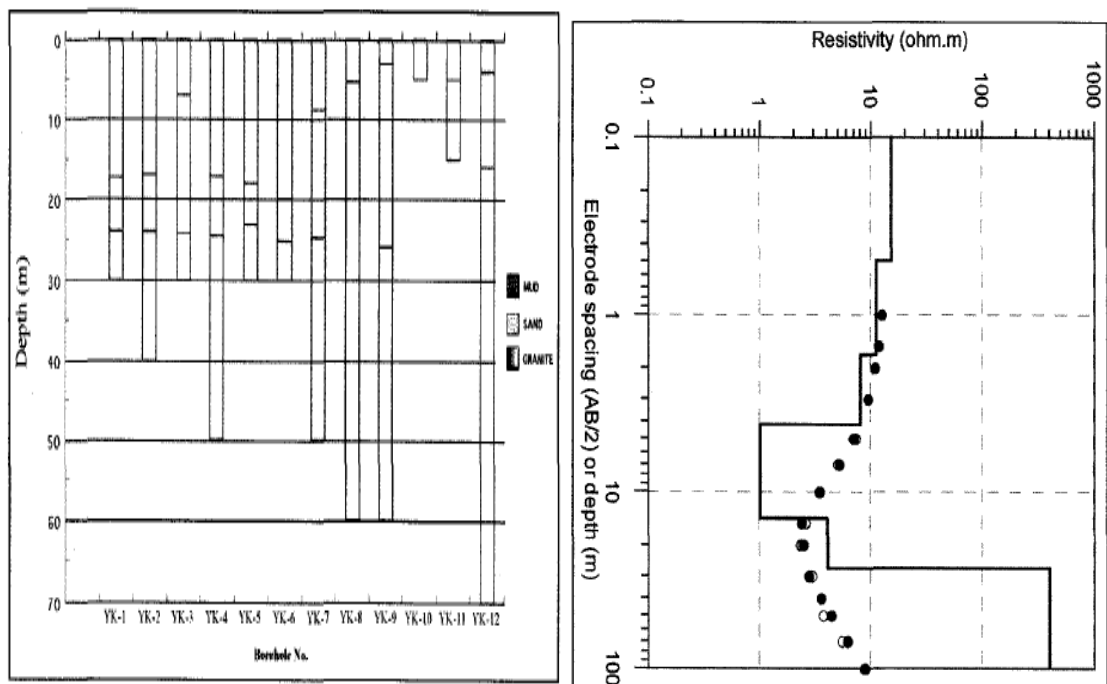 0
10
20
30
40
50
60
70
Depth (m)
YK-1 YK-2 YK-3 YK-4 YK-5 YK-6 YK-7 YK-8 YK-9 YK-10 YK-11 YK-12
Borehole No.
MUD
SAND
GRANITE
Resistivity (ohm.m)
0.1 1 10 100 1000
0.1
1
10
100
Electrode spacing (AB/2) or depth (m)